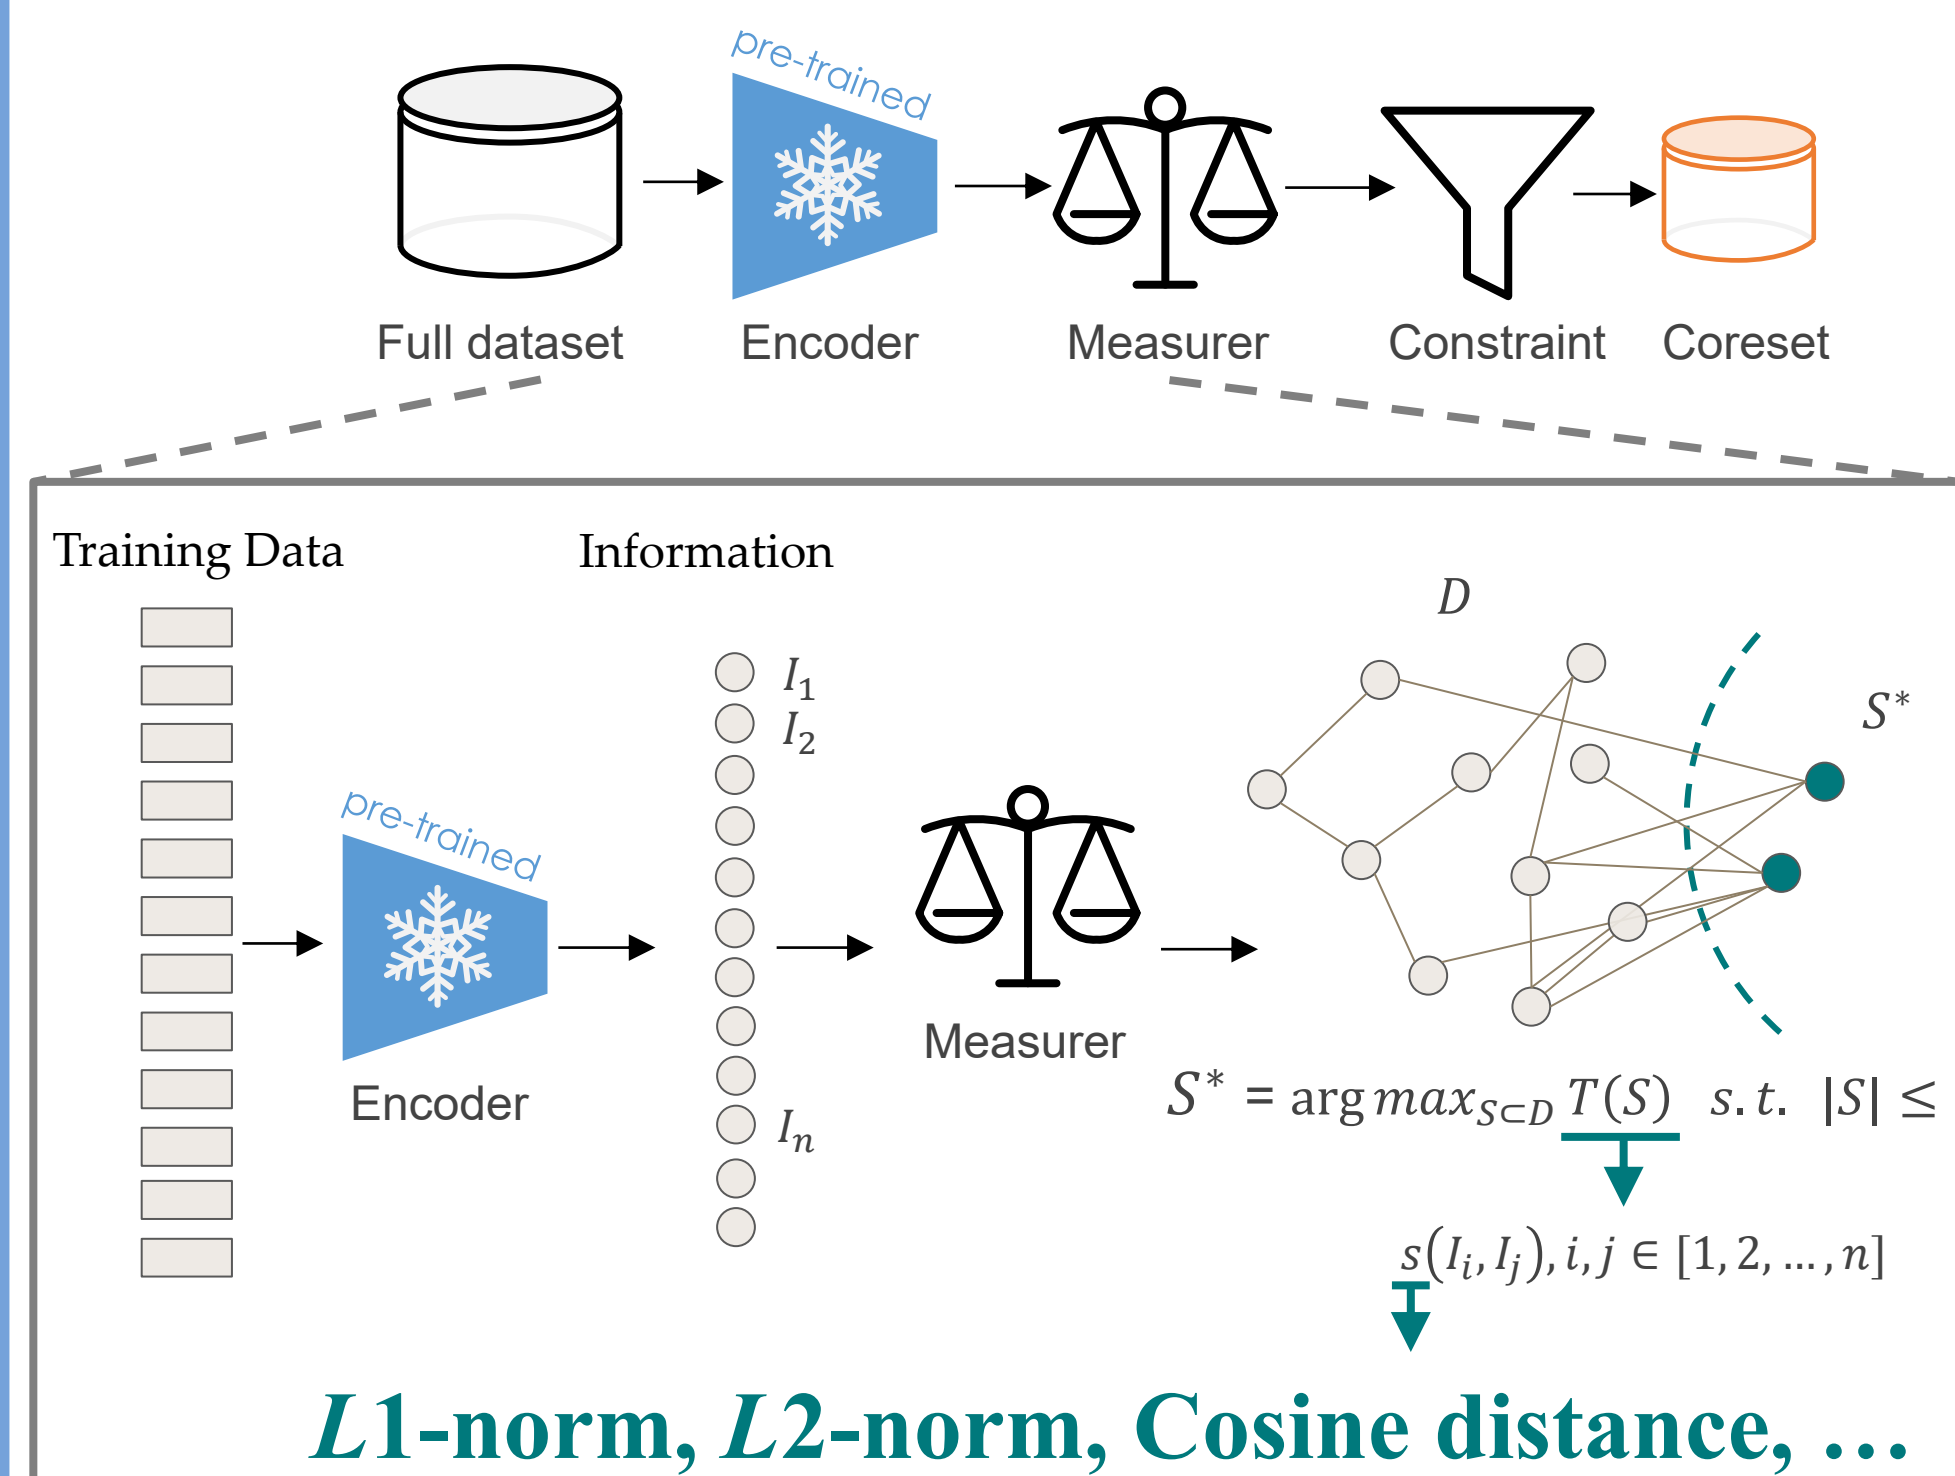 pre-trained
Full dataset Encoder Measurer Constraint Coreset
Training Data Information
D
I₁
S*
I₂
pre-trained
Measurer
Encoder
Iₙ
S* = arg max_{S⊂D} T(S) s.t. |S| ≤
s(Iᵢ, Iⱼ), i, j ∈ [1, 2, …, n]
L1-norm, L2-norm, Cosine distance, …